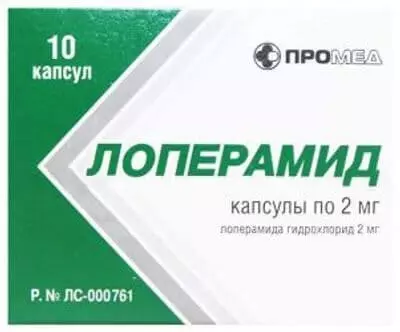 10
капсул
ПРОМЕД
ЛОПЕРАМИД
капсулы по 2 мг
лоперамида гидрохлорид 2 мг
Р. № ЛС-000761